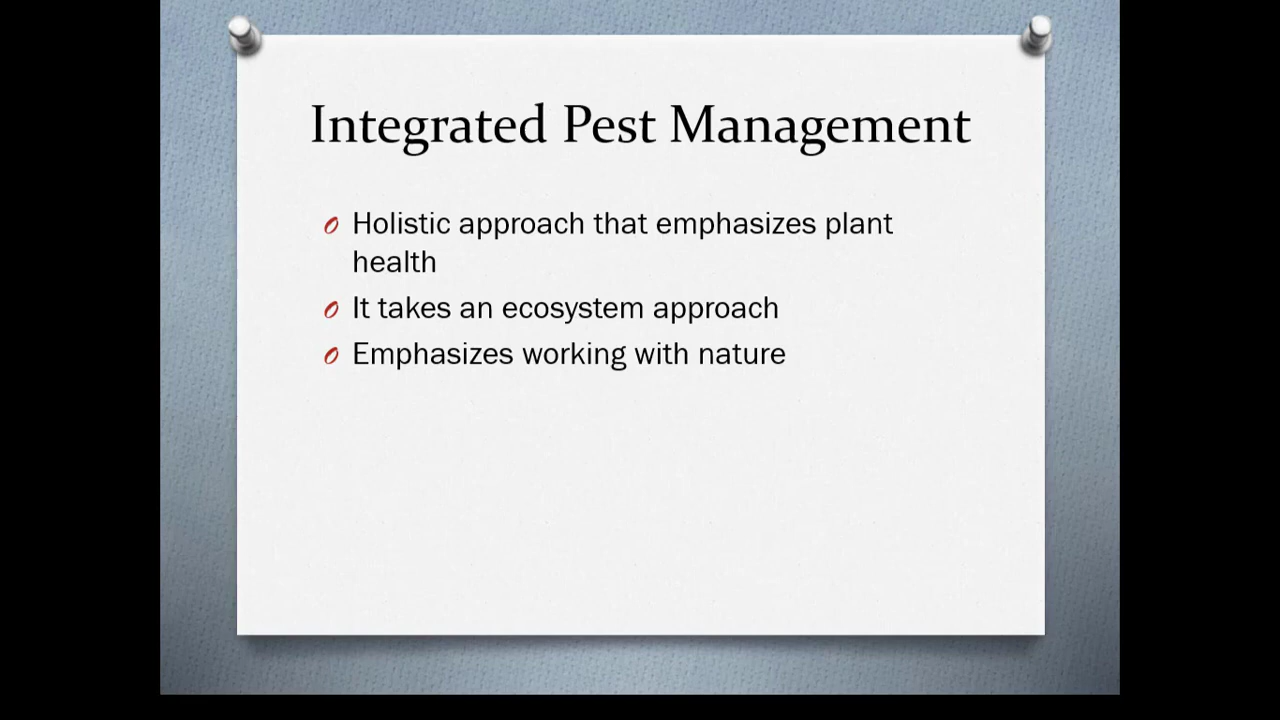 Integrated Pest Management
Holistic approach that emphasizes plant
health
It takes an ecosystem approach
Emphasizes working with nature